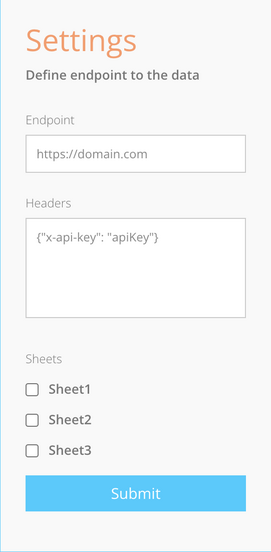 Settings
Define endpoint to the data
Endpoint
https://domain.com
Headers
{"x-api-key": "apiKey"}
Sheets
Sheet1
Sheet2
Sheet3
Submit